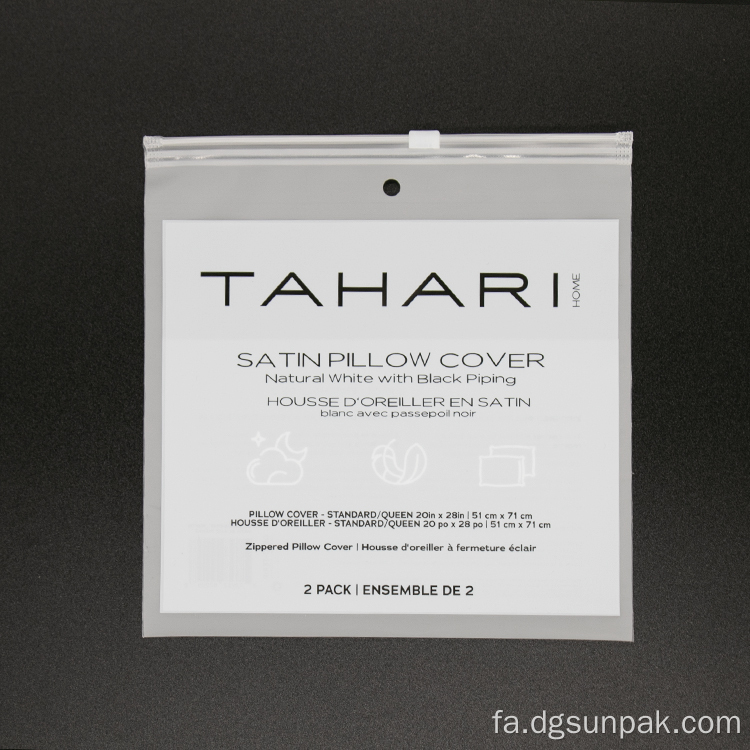 TAHARI
HOME
SATIN PILLOW COVER
Natural White with Black Piping
HOUSSE D'OREILLER EN SATIN
blanc avec passepoil noir
PILLOW COVER - STANDARD/QUEEN 20in x 28in | 51 cm x 71 cm
HOUSSE D'OREILLER - STANDARD/QUEEN 20 po x 28 po | 51 cm x 71 cm
Zippered Pillow Cover | Housse d'oreiller à fermeture éclair
2 PACK | ENSEMBLE DE 2
fa.dgsunpak.com